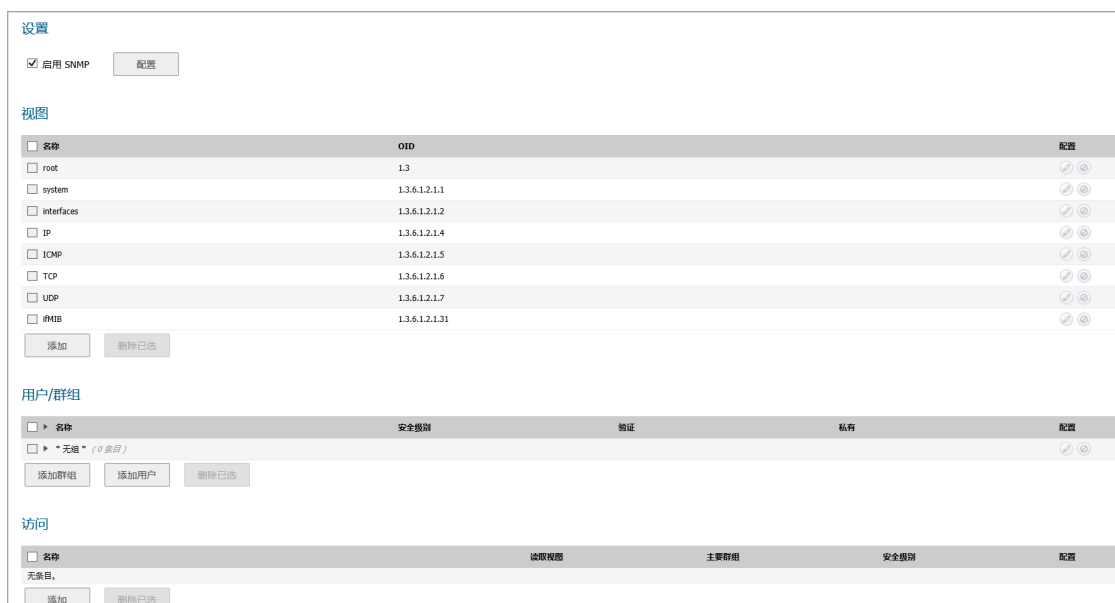 设置
启用 SNMP 配置
视图
名称 OID 配置
root 1.3
system 1.3.6.1.2.1.1
interfaces 1.3.6.1.2.1.2
IP 1.3.6.1.2.1.4
ICMP 1.3.6.1.2.1.5
TCP 1.3.6.1.2.1.6
UDP 1.3.6.1.2.1.7
ifMIB 1.3.6.1.2.1.31
添加 删除已选
用户/群组
名称 安全级别 验证 私有 配置
* 无组 * (0 条目)
添加群组 添加用户 删除已选
访问
名称 读取视图 主要群组 安全级别 配置
无条目。
添加 删除已选